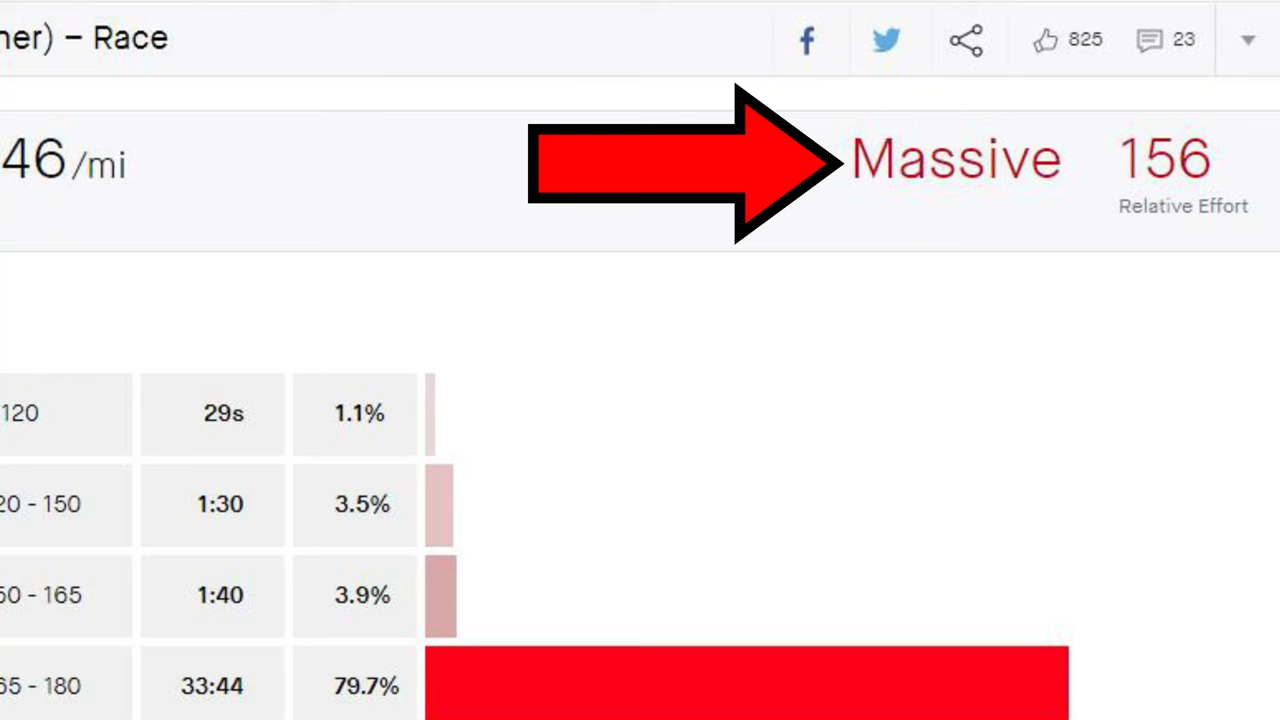 ner) – Race
825
23
46/mi
Massive 156
Relative Effort
120 29s 1.1%
20 - 150 1:30 3.5%
50 - 165 1:40 3.9%
65 - 180 33:44 79.7%